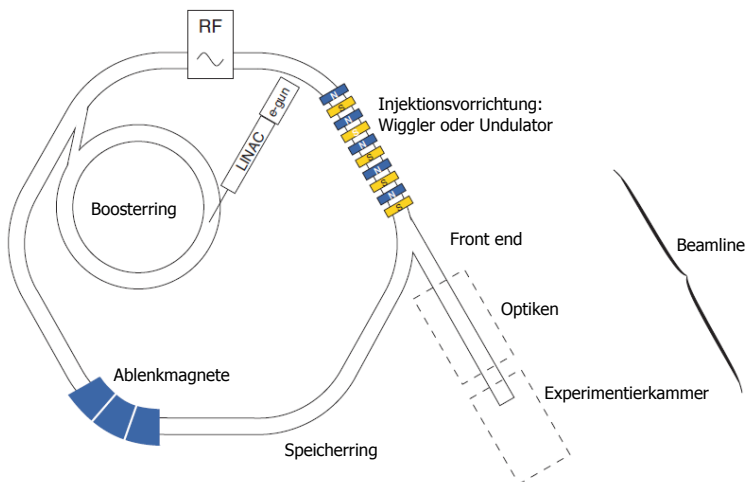 RF
e-gun
LINAC
N
S
N
S
N
S
N
S
N
S
Injektionsvorrichtung:
Wiggler oder Undulator
Boosterring
Front end
Beamline
Optiken
Ablenkmagnete
Experimentierkammer
Speicherring